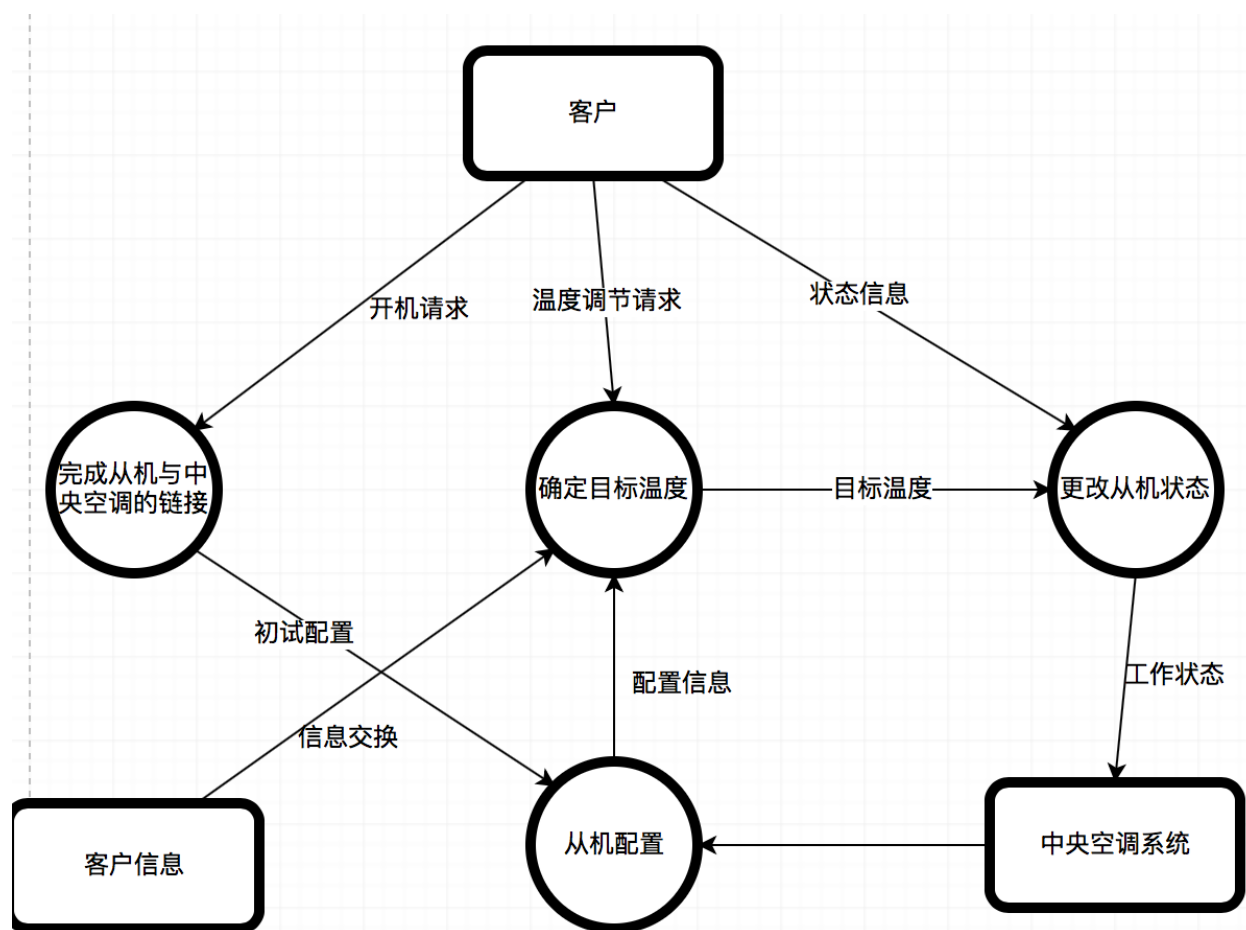 客户
开机请求
温度调节请求
状态信息
完成从机与中
央空调的链接
确定目标温度
目标温度
更改从机状态
初试配置
信息交换
配置信息
工作状态
客户信息
从机配置
中央空调系统